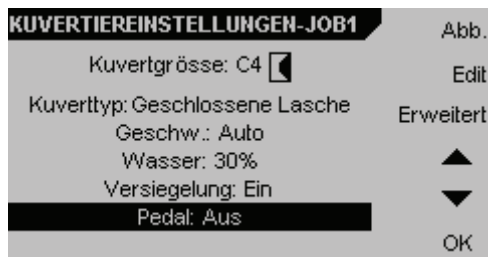 KUVERTIEREINSTELLUNGEN-JOB1
Abb.
Kuvertgrösse: C4
Edit
Kuverttyp: Geschlossene Lasche
Erweitert
Geschw.: Auto
Wasser: 30%
Versiegelung: Ein
Pedal: Aus
OK